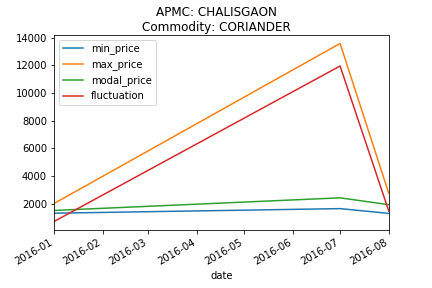 APMC: CHALISGAON
Commodity: CORIANDER
14000
12000
10000
8000
6000
4000
2000
min_price
max_price
modal_price
fluctuation
2016-01
2016-02
2016-03
2016-04
2016-05
2016-06
2016-07
2016-08
date